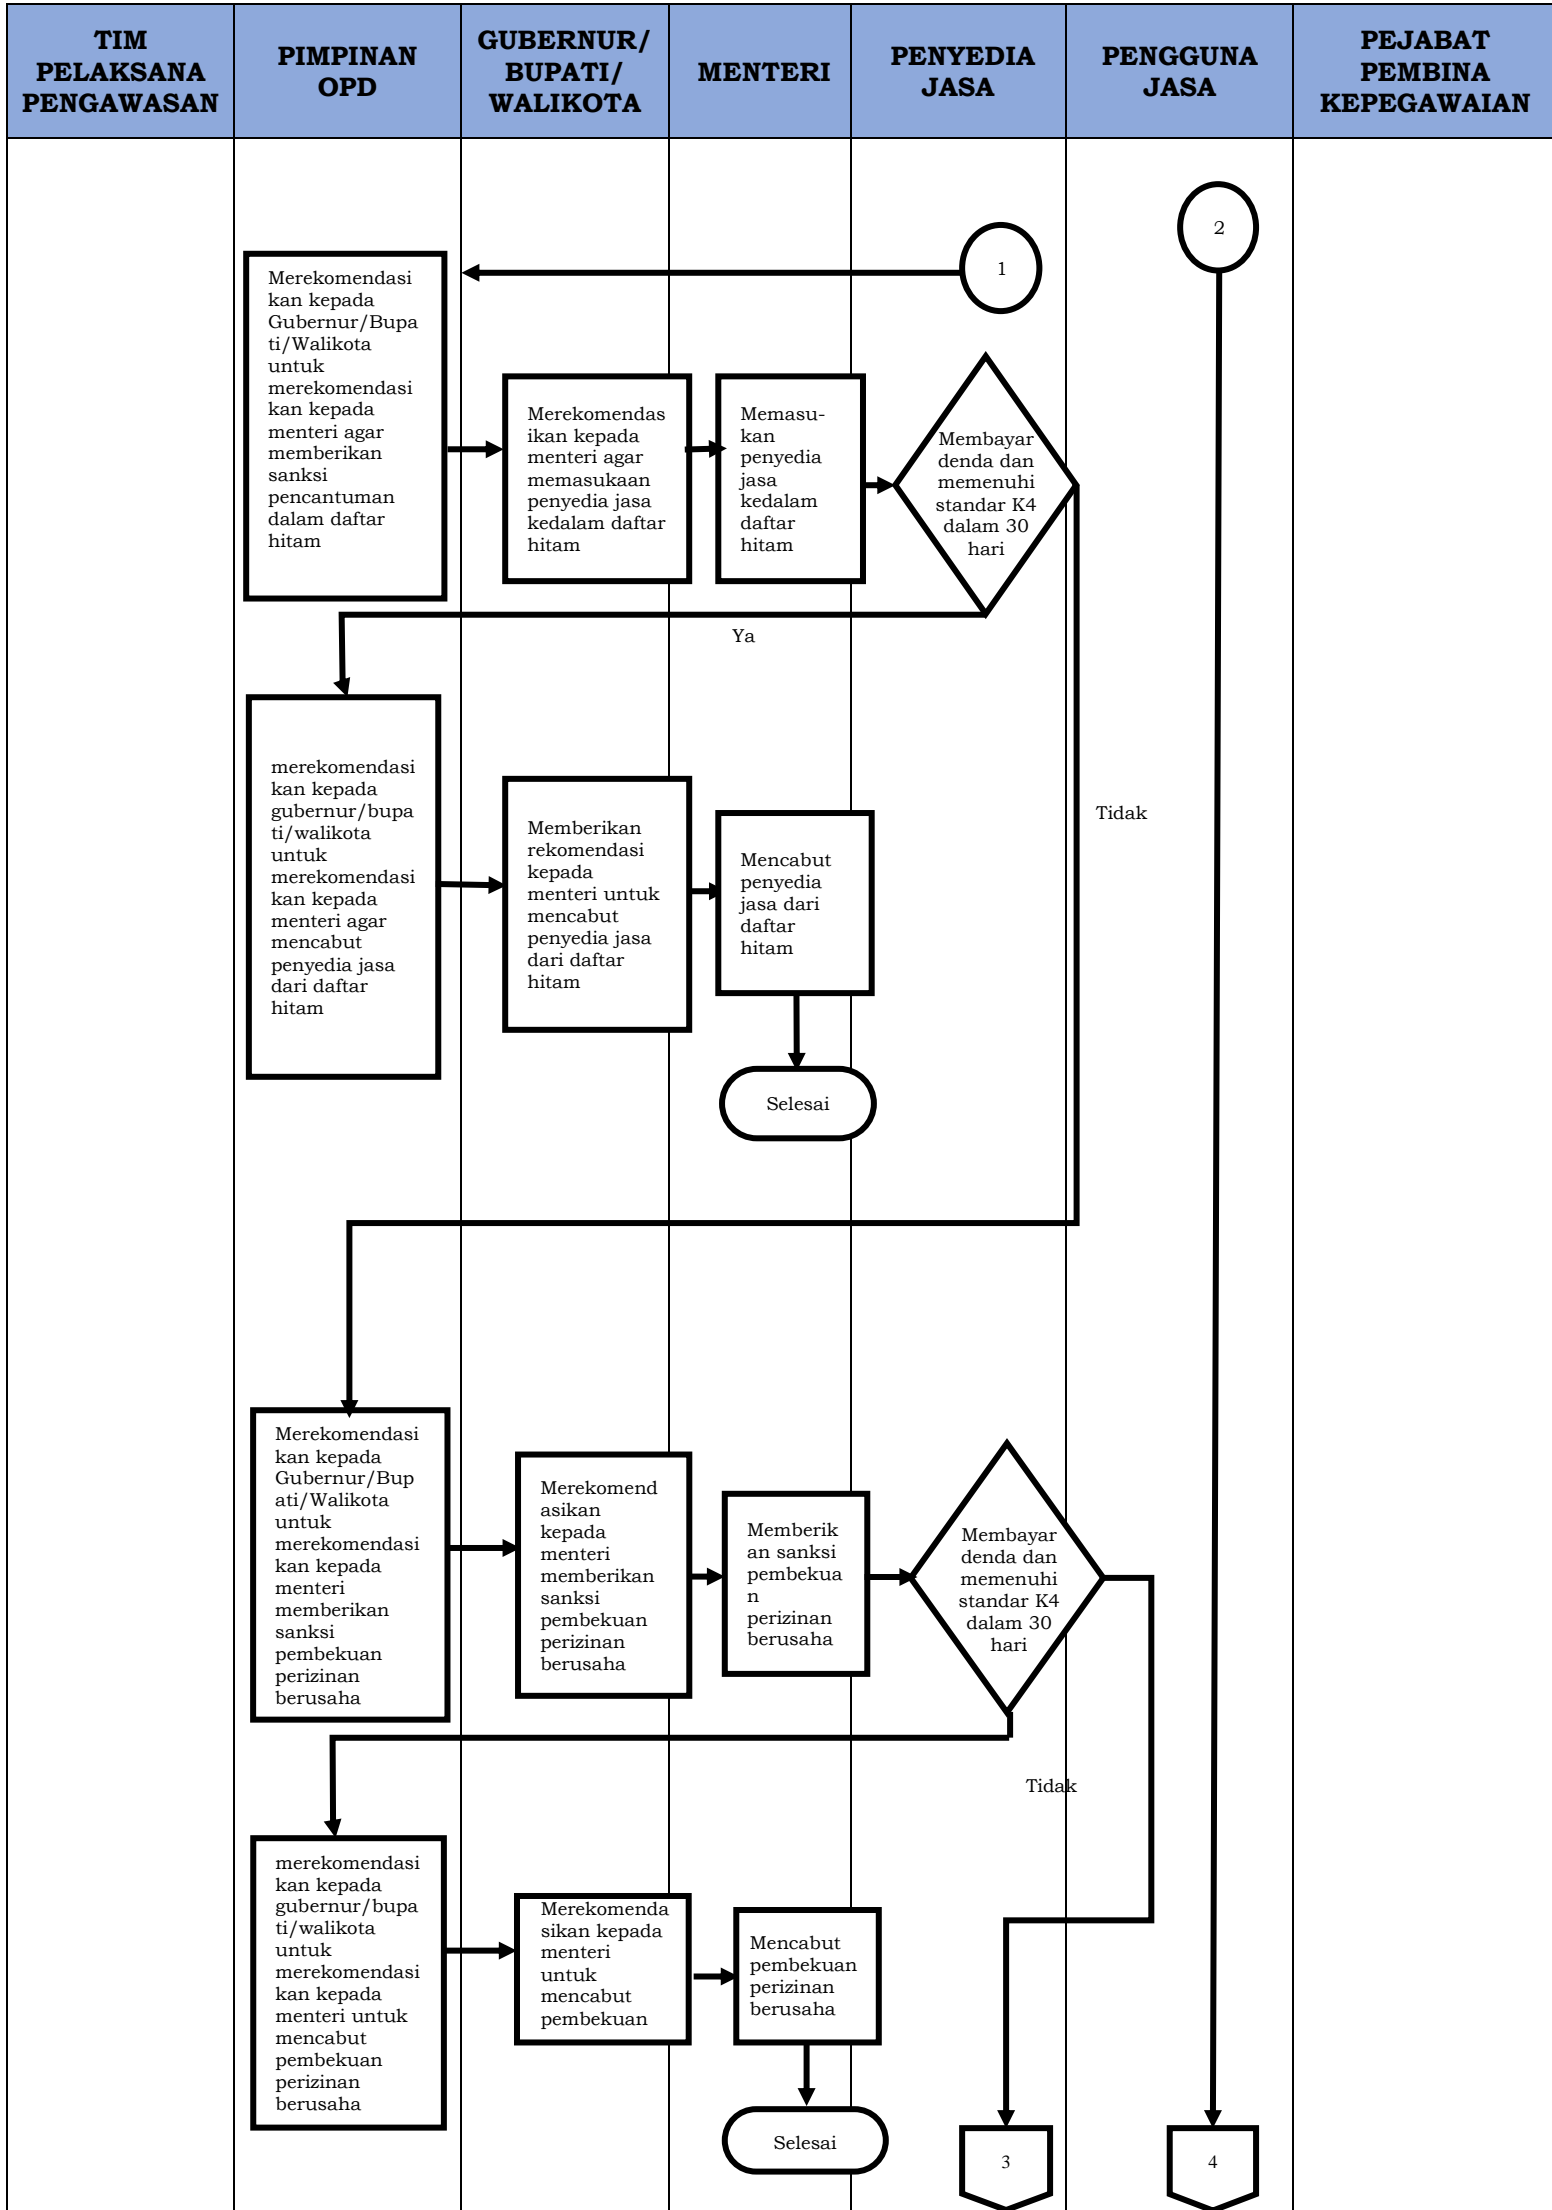 TIM
PELAKSANA
PENGAWASAN
PIMPINAN
OPD
GUBERNUR/
BUPATI/
WALIKOTA
MENTERI
PENYEDIA
JASA
PENGGUNA
JASA
PEJABAT
PEMBINA
KEPEGAWAIAN
2
1
Merekomendasi
kan kepada
Gubernur/Bupa
ti/Walikota
untuk
merekomendasi
kan kepada
menteri agar
memberikan
sanksi
pencantuman
dalam daftar
hitam
Merekomendas
ikan kepada
menteri agar
memasukaan
penyedia jasa
kedalam daftar
hitam
Memasu-
kan
penyedia
jasa
kedalam
daftar
hitam
Membayar
denda dan
memenuhi
standar K4
dalam 30
hari
Ya
Tidak
merekomendasi
kan kepada
gubernur/bupa
ti/walikota
untuk
merekomendasi
kan kepada
menteri agar
mencabut
penyedia jasa
dari daftar
hitam
Memberikan
rekomendasi
kepada
menteri untuk
mencabut
penyedia jasa
dari daftar
hitam
Mencabut
penyedia
jasa dari
daftar
hitam
Selesai
Merekomendasi
kan kepada
Gubernur/Bup
ati/Walikota
untuk
merekomendasi
kan kepada
menteri
memberikan
sanksi
pembekuan
perizinan
berusaha
Merekomend
asikan
kepada
menteri
memberikan
sanksi
pembekuan
perizinan
berusaha
Memberik
an sanksi
pembekua
n
perizinan
berusaha
Membayar
denda dan
memenuhi
standar K4
dalam 30
hari
Tidak
merekomendasi
kan kepada
gubernur/bupa
ti/walikota
untuk
merekomendasi
kan kepada
menteri untuk
mencabut
pembekuan
perizinan
berusaha
Merekomenda
sikan kepada
menteri
untuk
mencabut
pembekuan
Mencabut
pembekuan
perizinan
berusaha
Selesai
3
4